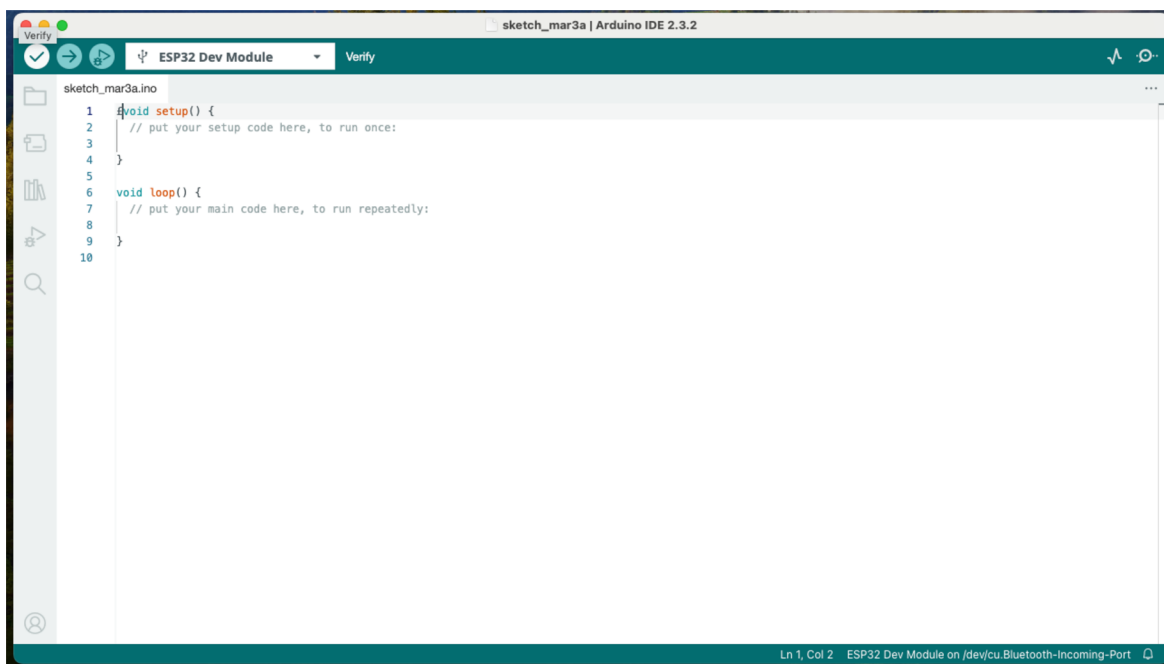 sketch_mar3a | Arduino IDE 2.3.2
Verify
ESP32 Dev Module
Verify
sketch_mar3a.ino
...
1 £void setup() {
2 // put your setup code here, to run once:
3
4 }
5
6 void loop() {
7 // put your main code here, to run repeatedly:
8
9 }
10
Ln 1, Col 2 ESP32 Dev Module on /dev/cu.Bluetooth-Incoming-Port